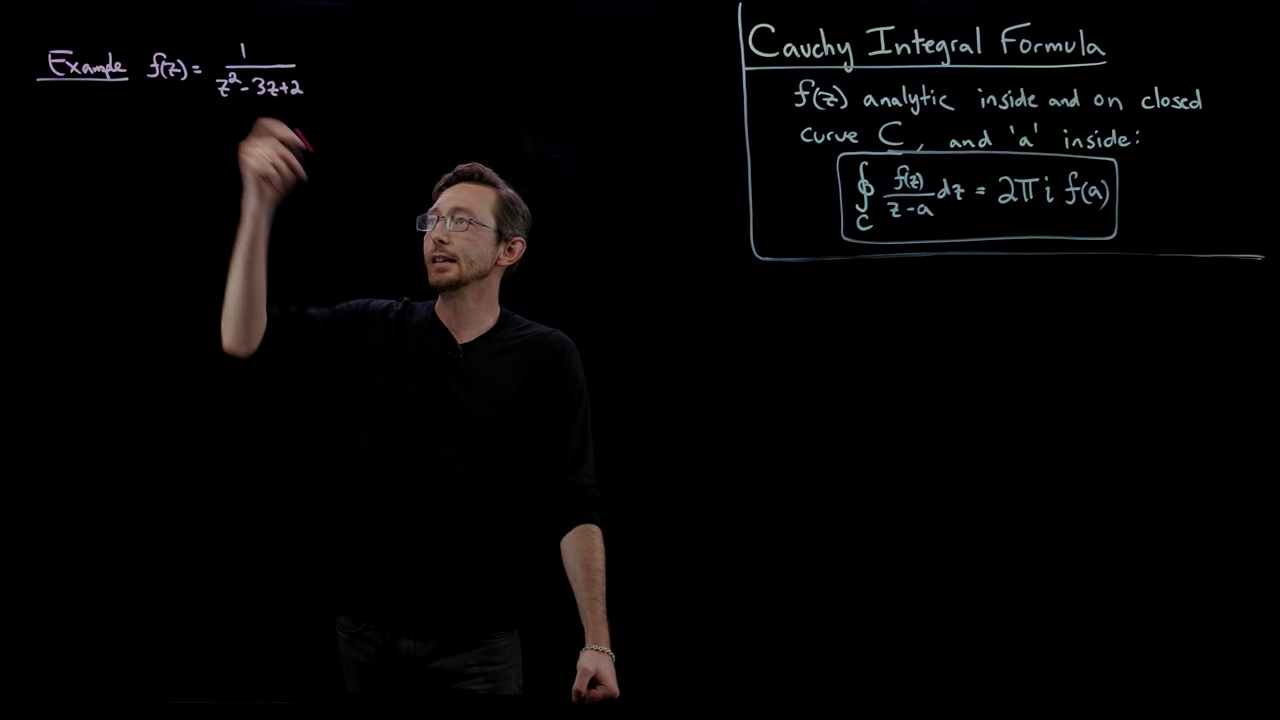 Example f(z) = 1 / (z² - 3z + 2)
Cauchy Integral Formula
f(z) analytic inside and on closed
curve C, and 'a' inside:
∮_C f(z)/(z-a) dz = 2πi f(a)